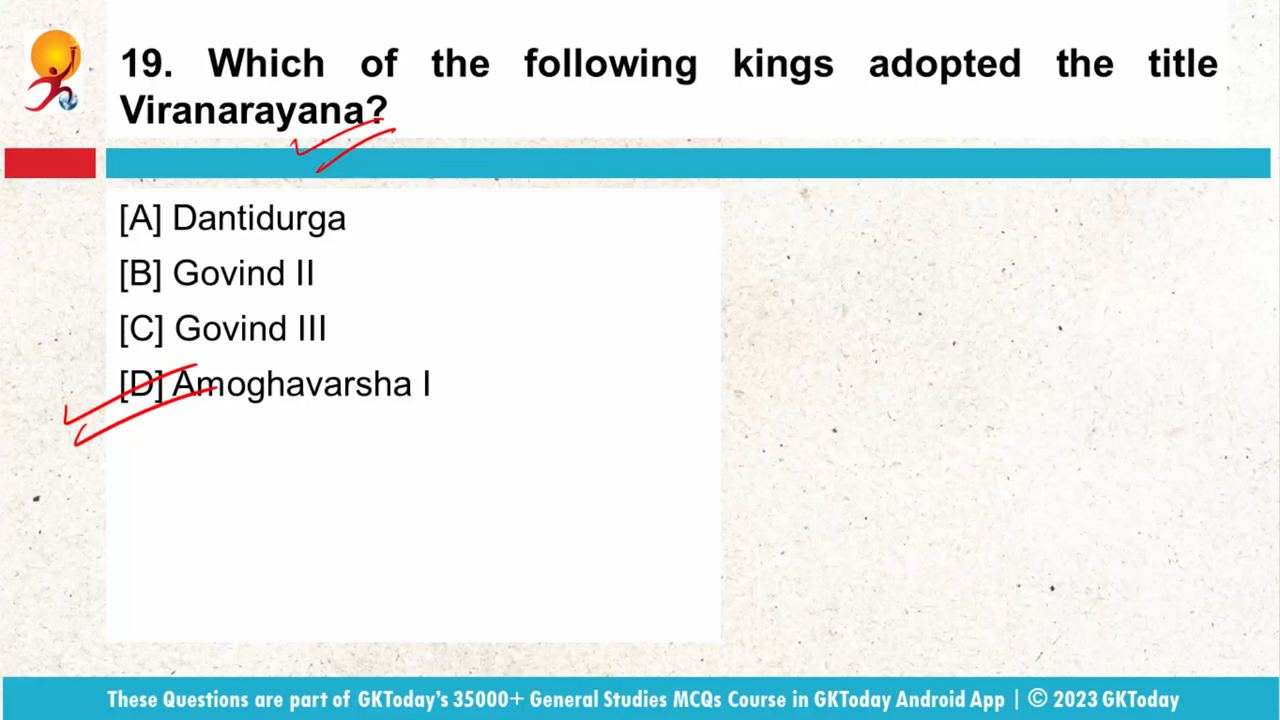 19. Which of the following kings adopted the title
Viranarayana?
[A] Dantidurga
[B] Govind II
[C] Govind III
[D] Amoghavarsha I
These Questions are part of GKToday's 35000+ General Studies MCQs Course in GKToday Android App | © 2023 GKToday